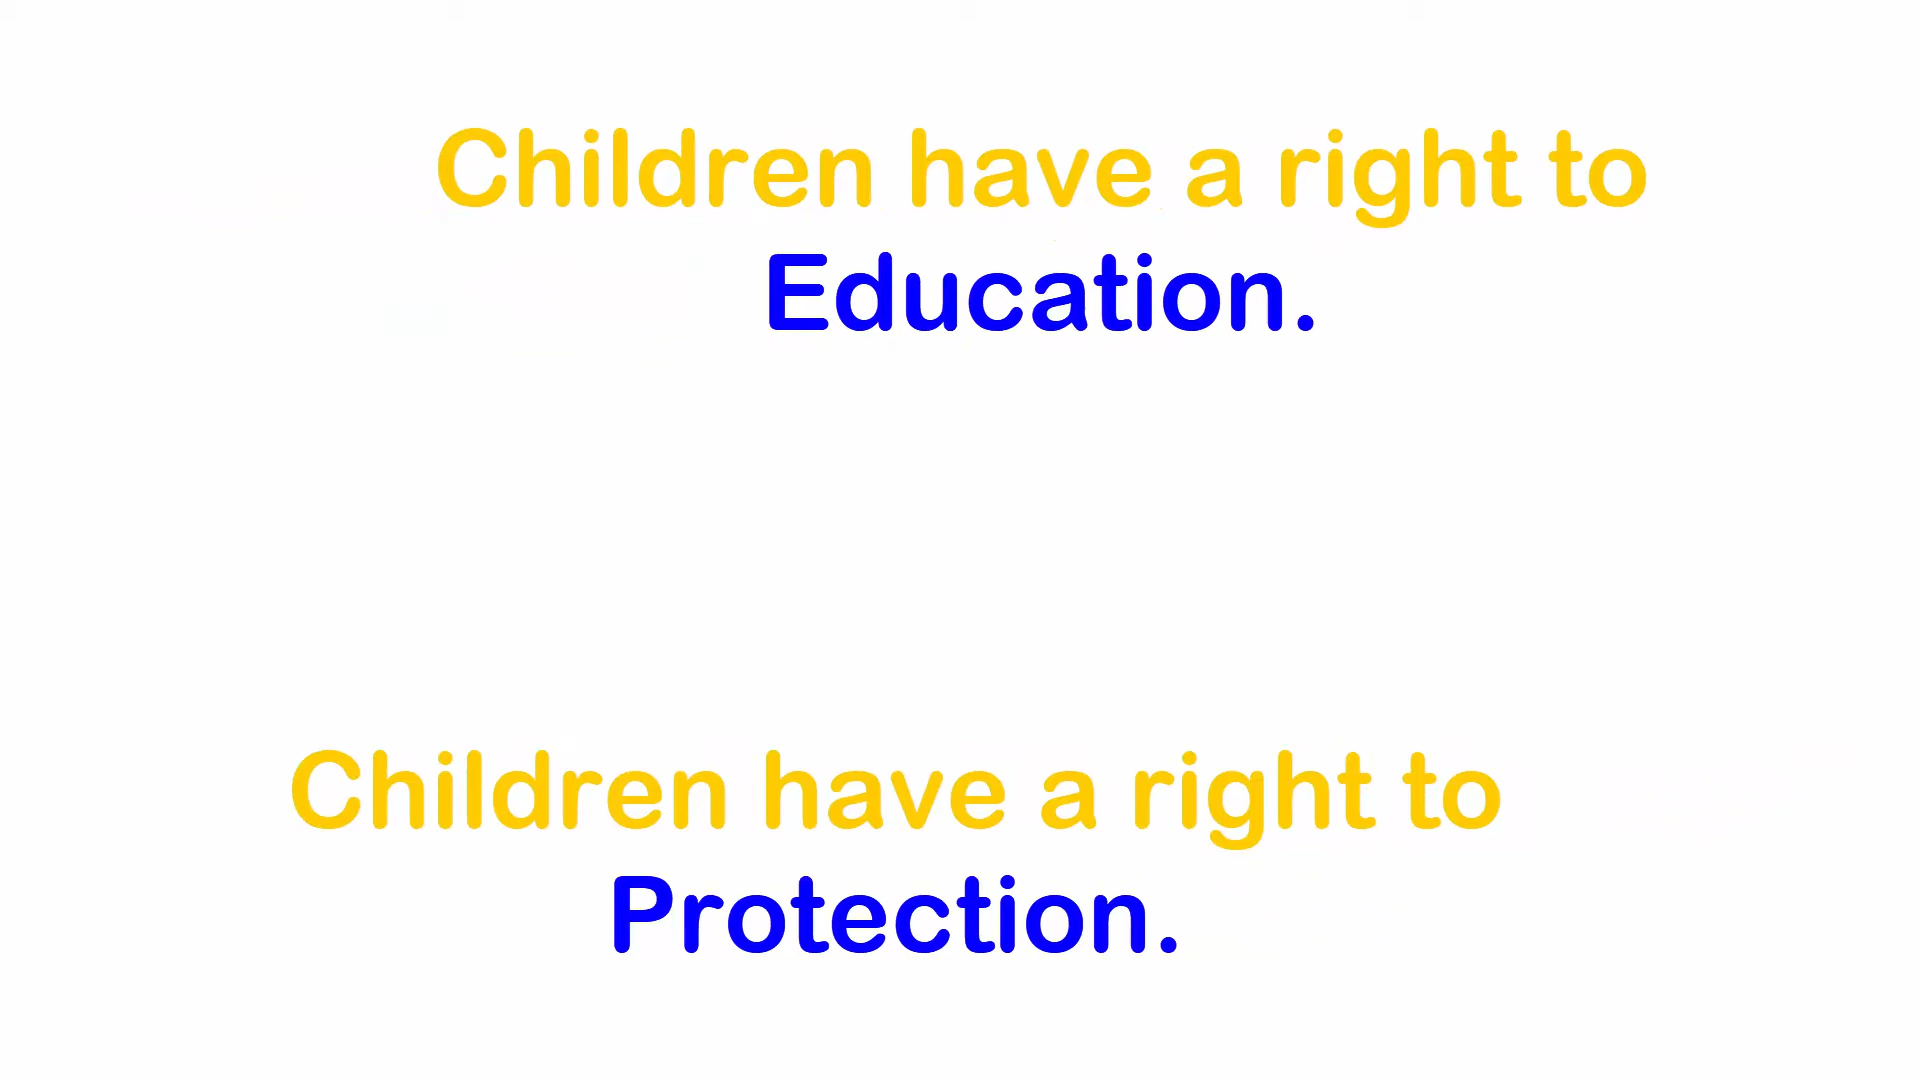 Children have a right to
Education.
Children have a right to
Protection.